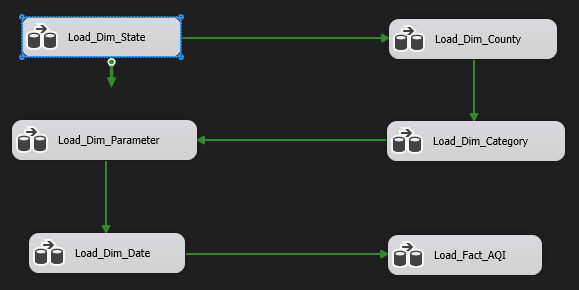 Load_Dim_State
Load_Dim_County
Load_Dim_Parameter
Load_Dim_Category
Load_Dim_Date
Load_Fact_AQI